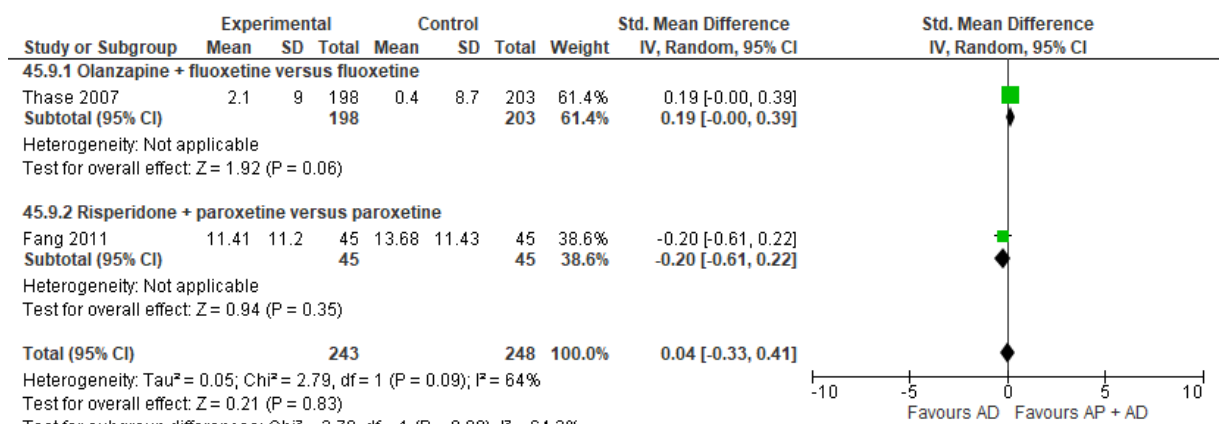 Experimental Control Std. Mean Difference Std. Mean Difference
Study or Subgroup Mean SD Total Mean SD Total Weight IV, Random, 95% CI IV, Random, 95% CI
45.9.1 Olanzapine + fluoxetine versus fluoxetine
Thase 2007 2.1 9 198 0.4 8.7 203 61.4% 0.19 [-0.00, 0.39]
Subtotal (95% CI) 198 203 61.4% 0.19 [-0.00, 0.39]
Heterogeneity: Not applicable
Test for overall effect: Z = 1.92 (P = 0.06)
45.9.2 Risperidone + paroxetine versus paroxetine
Fang 2011 11.41 11.2 45 13.68 11.43 45 38.6% -0.20 [-0.61, 0.22]
Subtotal (95% CI) 45 45 38.6% -0.20 [-0.61, 0.22]
Heterogeneity: Not applicable
Test for overall effect: Z = 0.94 (P = 0.35)
Total (95% CI) 243 248 100.0% 0.04 [-0.33, 0.41]
Heterogeneity: Tau² = 0.05; Chi² = 2.79, df = 1 (P = 0.09); I² = 64%
Test for overall effect: Z = 0.21 (P = 0.83)
-10 -5 0 5 10
Favours AD Favours AP + AD